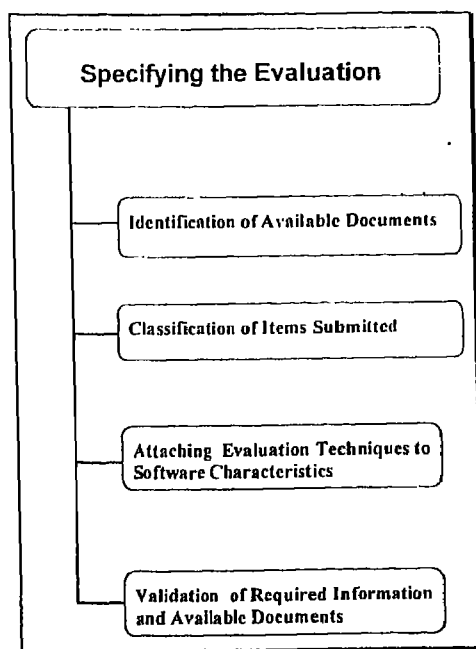 Specifying the Evaluation
Identification of Available Documents
Classification of Items Submitted
Attaching Evaluation Techniques to
Software Characteristics
Validation of Required Information
and Available Documents